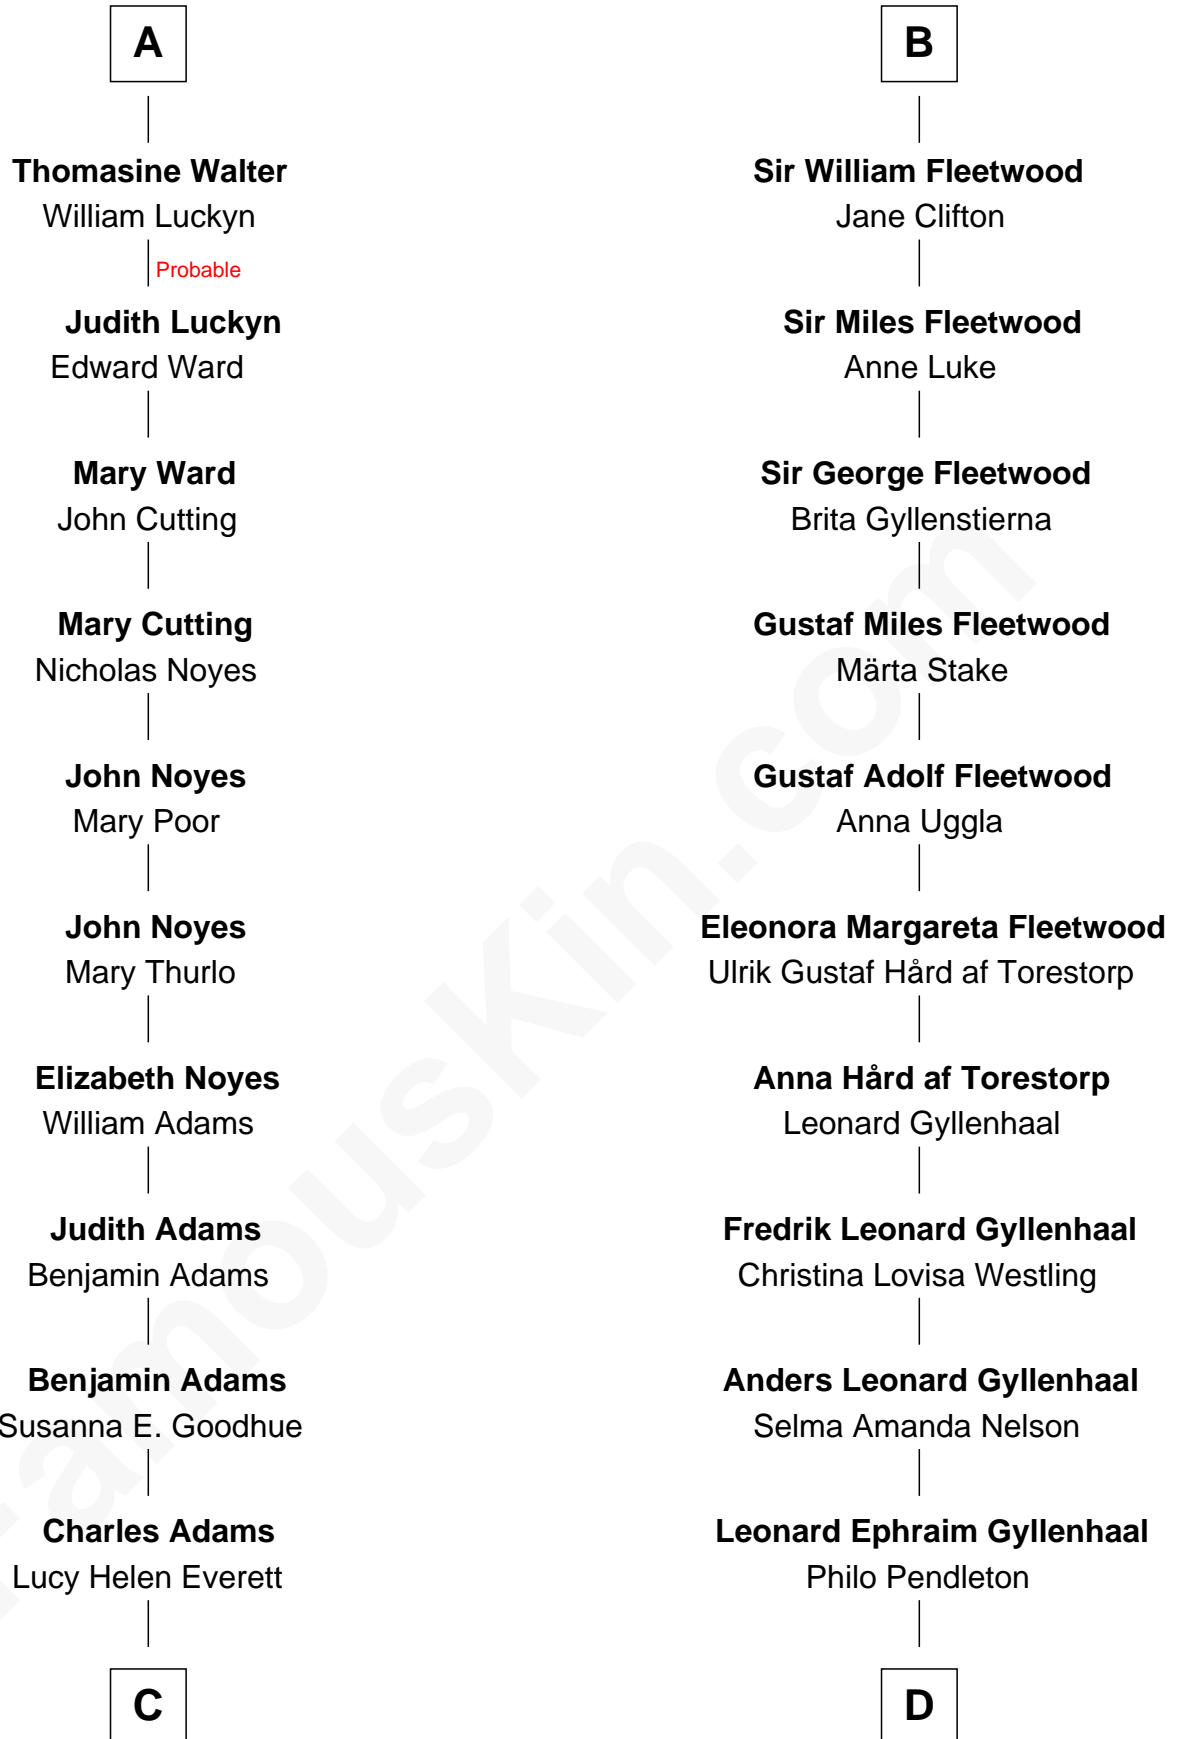 A
Thomasine Walter
William Luckyn
Probable
Judith Luckyn
Edward Ward
Mary Ward
John Cutting
Mary Cutting
Nicholas Noyes
John Noyes
Mary Poor
John Noyes
Mary Thurlo
Elizabeth Noyes
William Adams
Judith Adams
Benjamin Adams
Benjamin Adams
Susanna E. Goodhue
Charles Adams
Lucy Helen Everett
C
B
Sir William Fleetwood
Jane Clifton
Sir Miles Fleetwood
Anne Luke
Sir George Fleetwood
Brita Gyllenstierna
Gustaf Miles Fleetwood
Märta Stake
Gustaf Adolf Fleetwood
Anna Uggla
Eleonora Margareta Fleetwood
Ulrik Gustaf Hård af Torestorp
Anna Hård af Torestorp
Leonard Gyllenhaal
Fredrik Leonard Gyllenhaal
Christina Lovisa Westling
Anders Leonard Gyllenhaal
Selma Amanda Nelson
Leonard Ephraim Gyllenhaal
Philo Pendleton
D
FamousKin.com